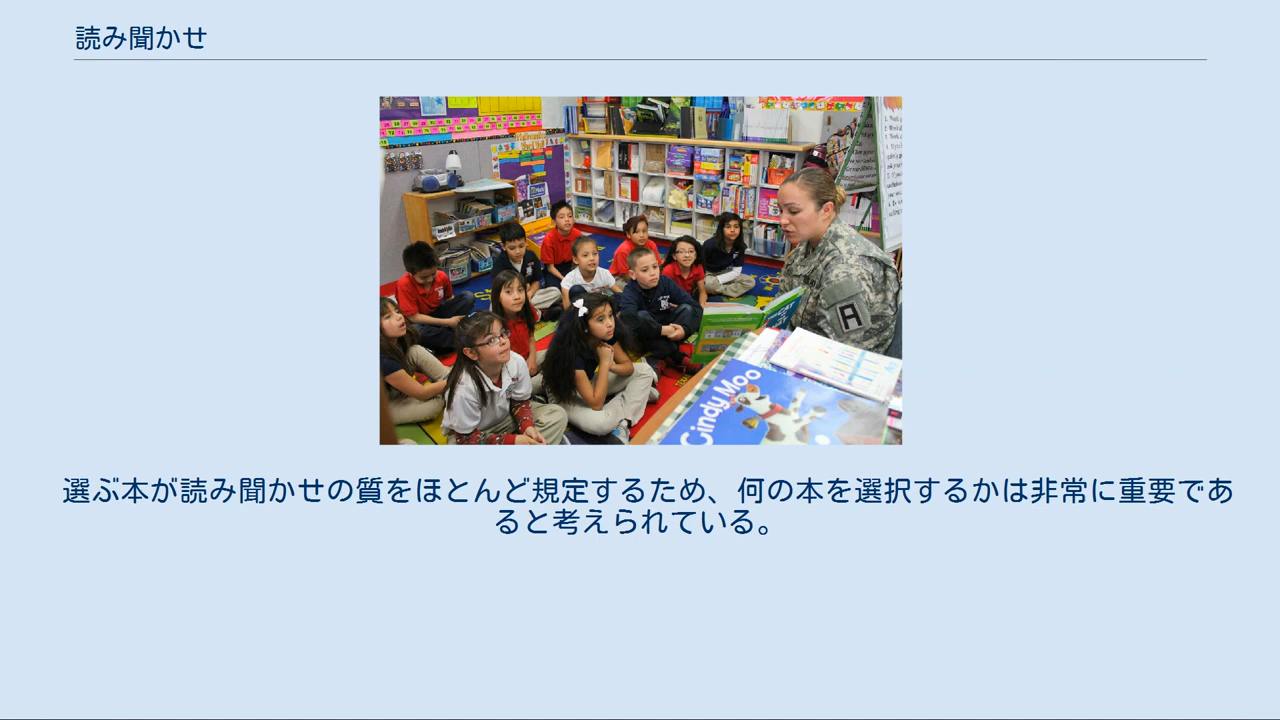 読み聞かせ
Cindy Moo
選ぶ本が読み聞かせの質をほとんど規定するため、何の本を選択するかは非常に重要であ
ると考えられている。